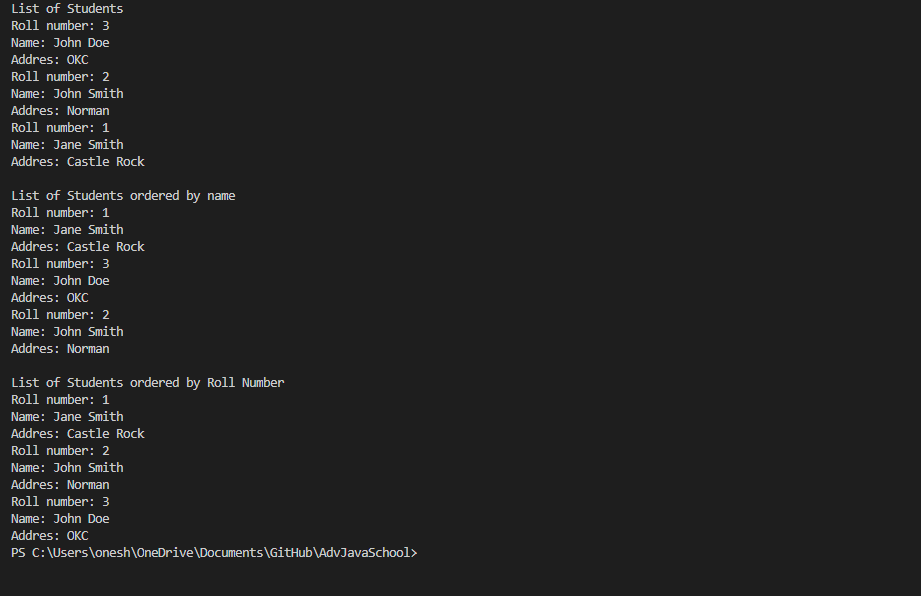 List of Students
Roll number: 3
Name: John Doe
Addres: OKC
Roll number: 2
Name: John Smith
Addres: Norman
Roll number: 1
Name: Jane Smith
Addres: Castle Rock

List of Students ordered by name
Roll number: 1
Name: Jane Smith
Addres: Castle Rock
Roll number: 3
Name: John Doe
Addres: OKC
Roll number: 2
Name: John Smith
Addres: Norman

List of Students ordered by Roll Number
Roll number: 1
Name: Jane Smith
Addres: Castle Rock
Roll number: 2
Name: John Smith
Addres: Norman
Roll number: 3
Name: John Doe
Addres: OKC
PS C:\Users\onesh\OneDrive\Documents\GitHub\AdvJavaSchool>